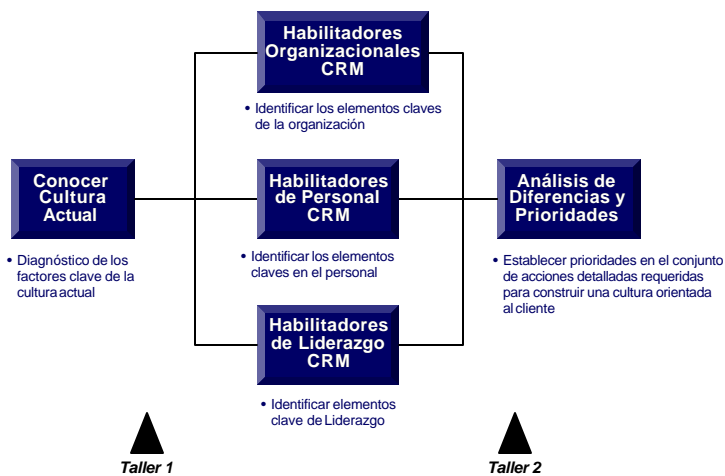 Habilitadores
Organizacionales
CRM
• Identificar los elementos claves
de la organización
Conocer
Cultura
Actual
• Diagnóstico de los
factores clave de la
cultura actual
Habilitadores
de Personal
CRM
• Identificar los elementos
claves en el personal
Análisis de
Diferencias y
Prioridades
• Establecer prioridades en el conjunto
de acciones detalladas requeridas
para construir una cultura orientada
al cliente
Habilitadores
de Liderazgo
CRM
• Identificar elementos
clave de Liderazgo
Taller 1
Taller 2